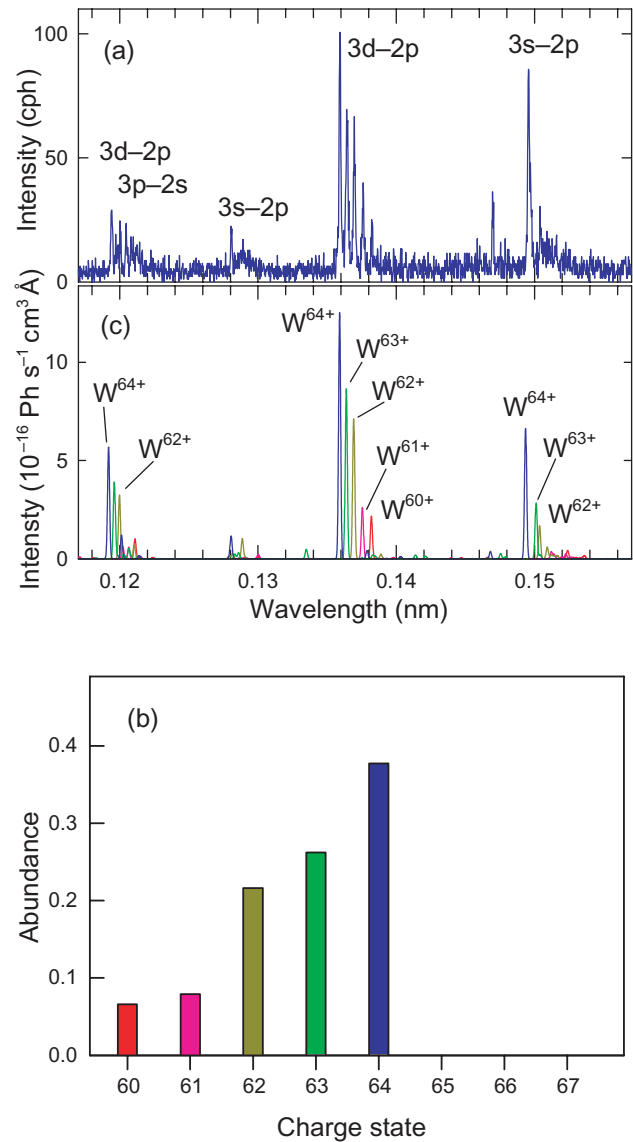 (a)
3d–2p
3s–2p
3d–2p
3p–2s
3s–2p
100
50
0
Intensity (cph)
(c)
W64+
W63+
W62+
W61+
W60+
W64+
W62+
W64+
W63+
W62+
10
5
0
Intensty (10−16 Ph s−1 cm3 Å)
0.12 0.13 0.14 0.15
Wavelength (nm)
(b)
0.4
0.3
0.2
0.1
0.0
Abundance
60 61 62 63 64 65 66 67
Charge state